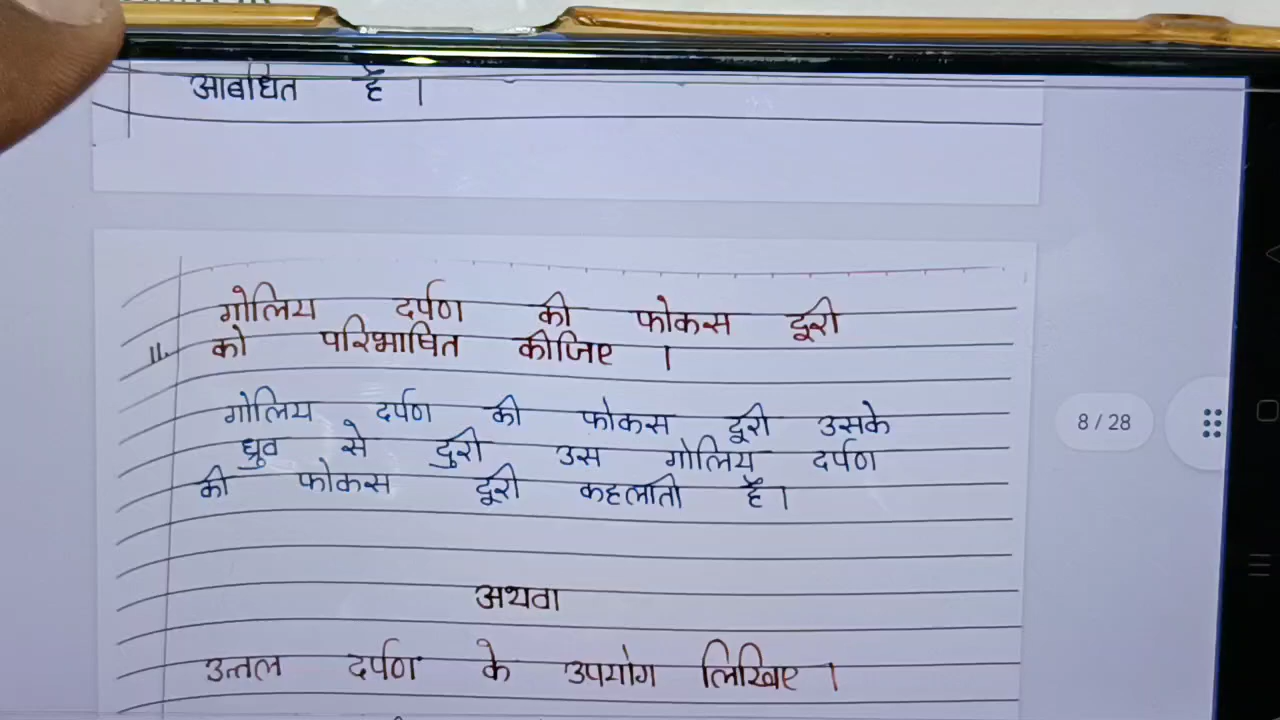 आबधित है ।
गोलिय दर्पण की फोकस दूरी
11. को परिभाषित कीजिए ।
गोलिय दर्पण की फोकस दूरी उसके
ध्रुव से दुरी उस गोलिय दर्पण
की फोकस दूरी कहलाती है ।
8 / 28
अथवा
उत्तल दर्पण के उपयोग लिखिए ।